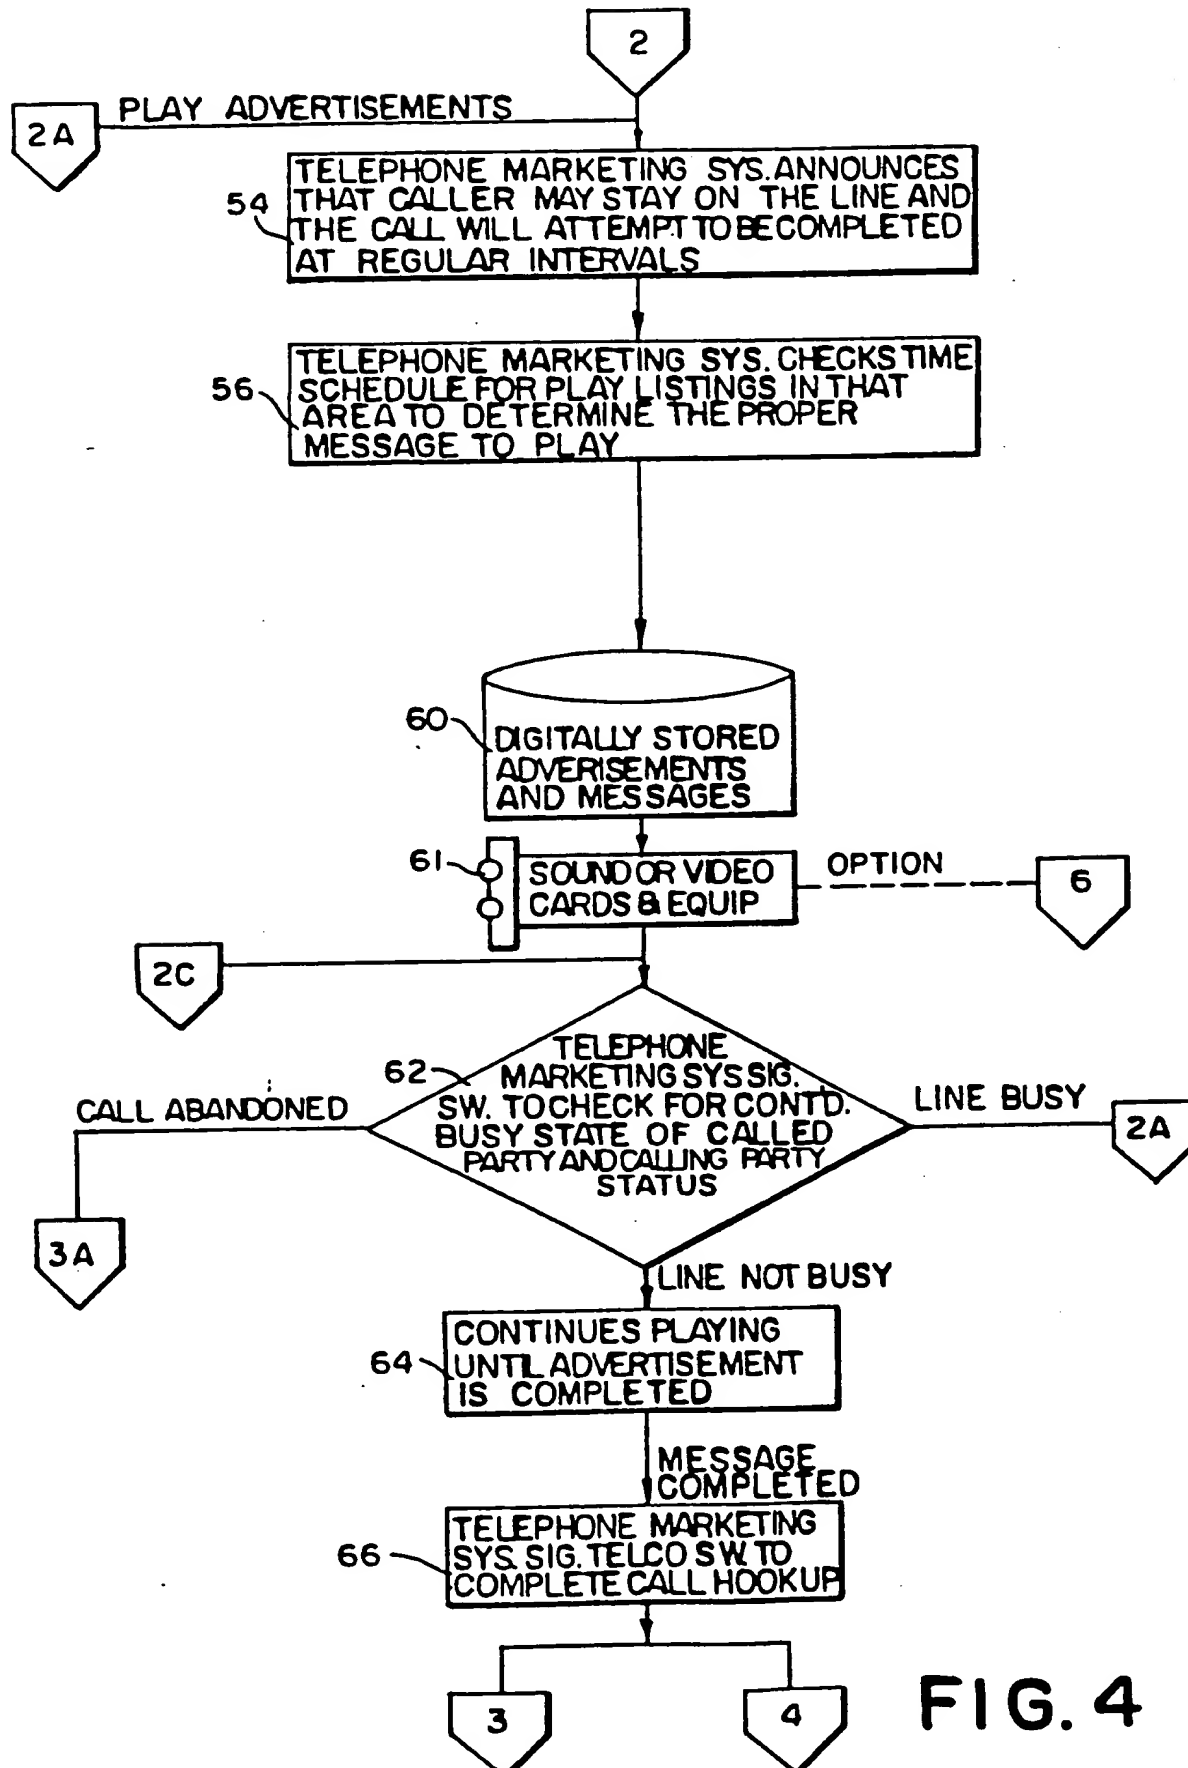 2
PLAY ADVERTISEMENTS
2A
TELEPHONE MARKETING SYS. ANNOUNCES
THAT CALLER MAY STAY ON THE LINE AND
54
THE CALL WILL ATTEMPT TO BE COMPLETED
AT REGULAR INTERVALS
TELEPHONE MARKETING SYS. CHECKS TIME
56
SCHEDULE FOR PLAY LISTINGS IN THAT
AREA TO DETERMINE THE PROPER
MESSAGE TO PLAY
60
DIGITALLY STORED
ADVERISEMENTS
AND MESSAGES
61
SOUND OR VIDEO
CARDS & EQUIP
OPTION
6
2C
TELEPHONE
62
MARKETING SYS SIG.
SW. TO CHECK FOR CONT'D.
BUSY STATE OF CALLED
PARTY AND CALLING PARTY
STATUS
CALL ABANDONED
LINE BUSY
2A
3A
LINE NOT BUSY
CONTINUES PLAYING
64
UNTIL ADVERTISEMENT
IS COMPLETED
MESSAGE
COMPLETED
TELEPHONE MARKETING
66
SYS. SIG. TELCO SW. TO
COMPLETE CALL HOOKUP
3
4
FIG. 4